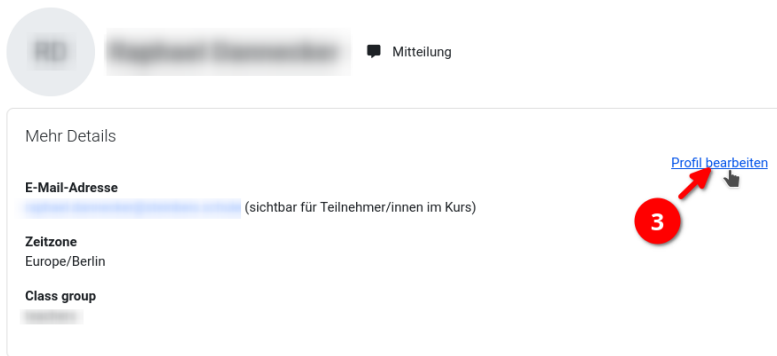 RD
Mitteilung
Mehr Details
Profil bearbeiten
E-Mail-Adresse
(sichtbar für Teilnehmer/innen im Kurs)
3
Zeitzone
Europe/Berlin
Class group